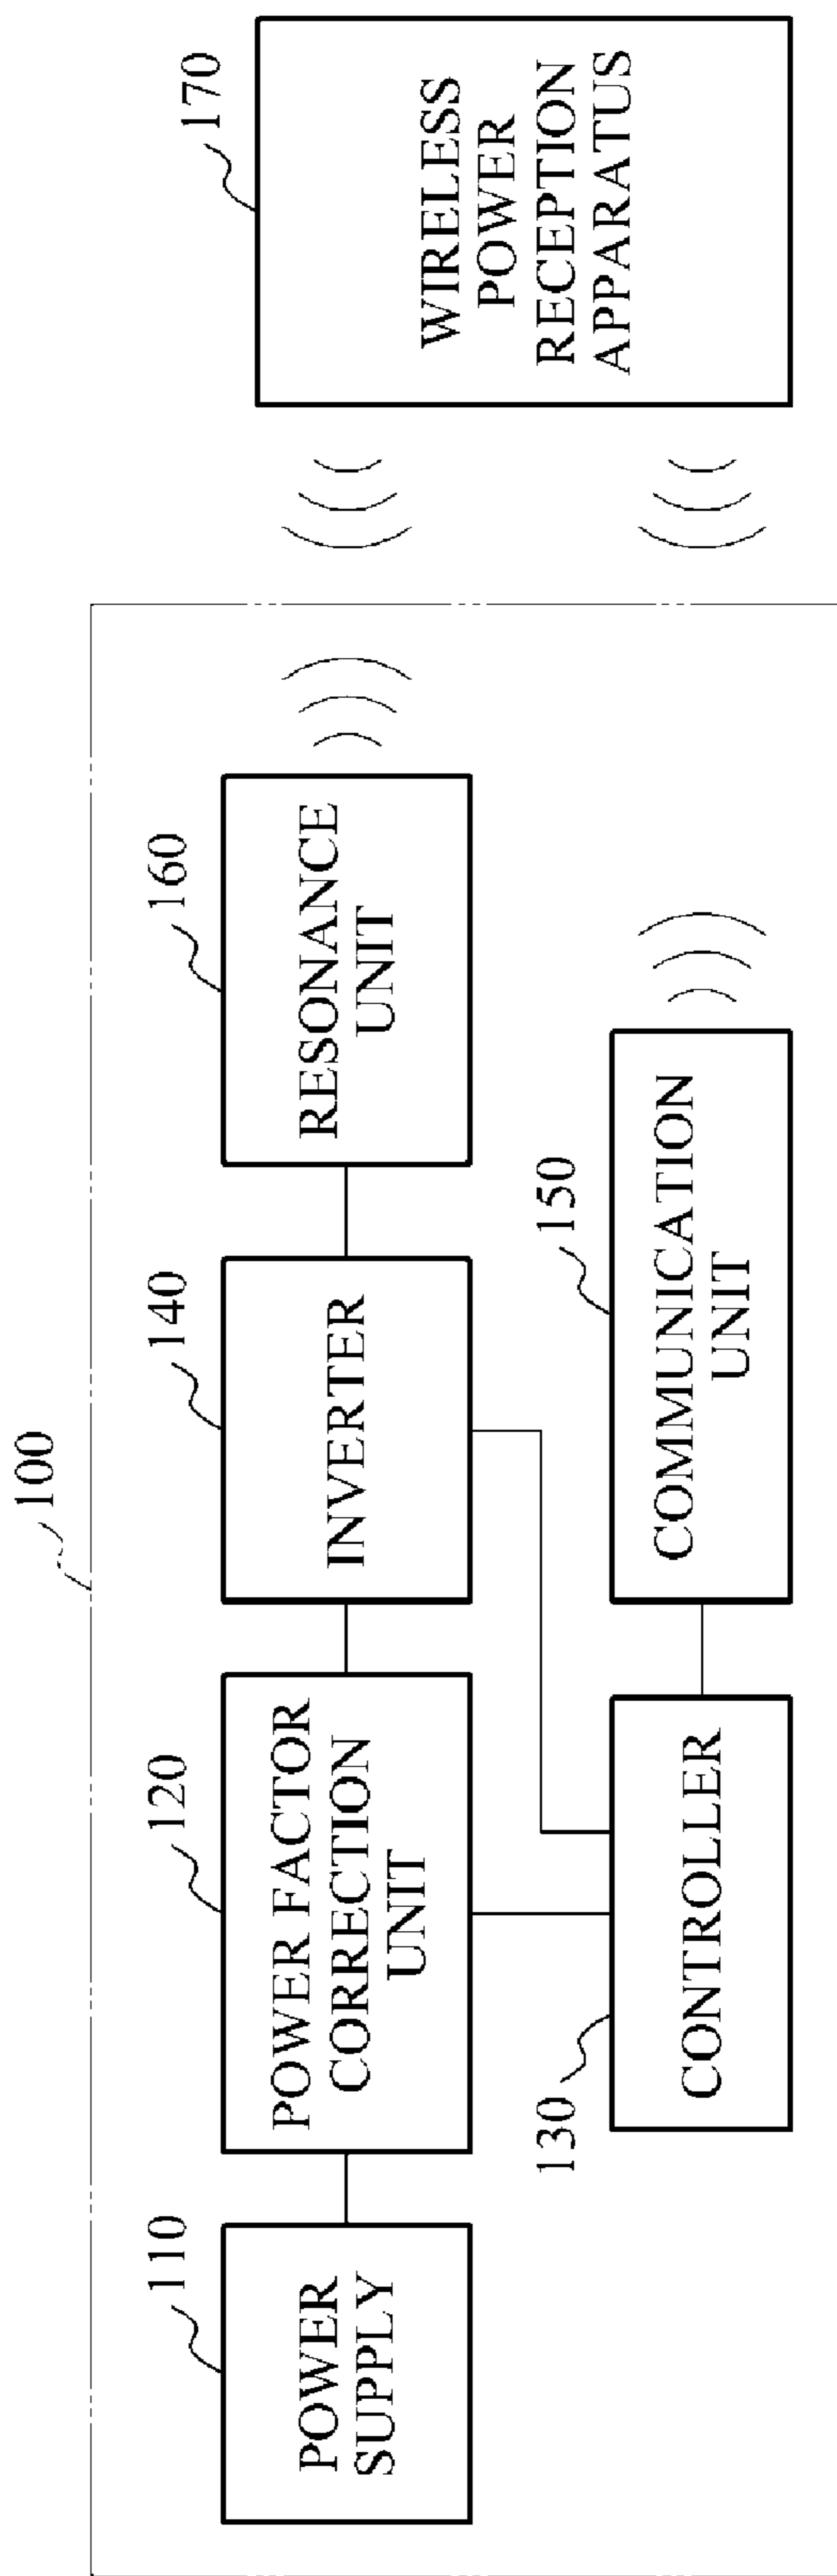 100
110
POWER
SUPPLY
120
POWER FACTOR
CORRECTION
UNIT
140
INVERTER
160
RESONANCE
UNIT
170
WIRELESS
POWER
RECEPTION
APPARATUS
130
CONTROLLER
150
COMMUNICATION
UNIT